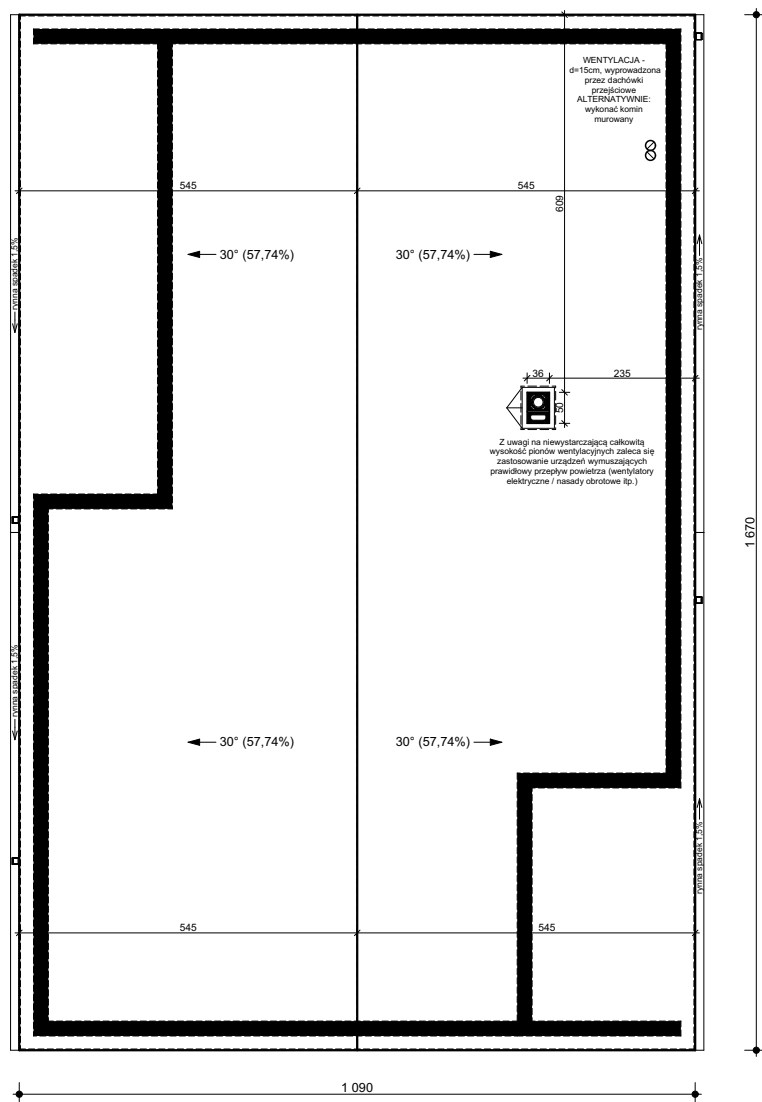 WENTYLACJA -
d=15cm, wyprowadzona
przez dachówki
przejściowe
ALTERNATYWNIE:
wykonać komin
murowany
545
545
609
rynna spadek 1,5%
rynna spadek 1,5%
30° (57,74%)
30° (57,74%)
36
235
50
Z uwagi na niewystarczającą całkowitą
wysokość pionów wentylacyjnych zaleca się
zastosowanie urządzeń wymuszających
prawidłowy przepływ powietrza (wentylatory
elektryczne / nasady obrotowe itp.)
1 670
rynna spadek 1,5%
30° (57,74%)
30° (57,74%)
rynna spadek 1,5%
545
545
1 090